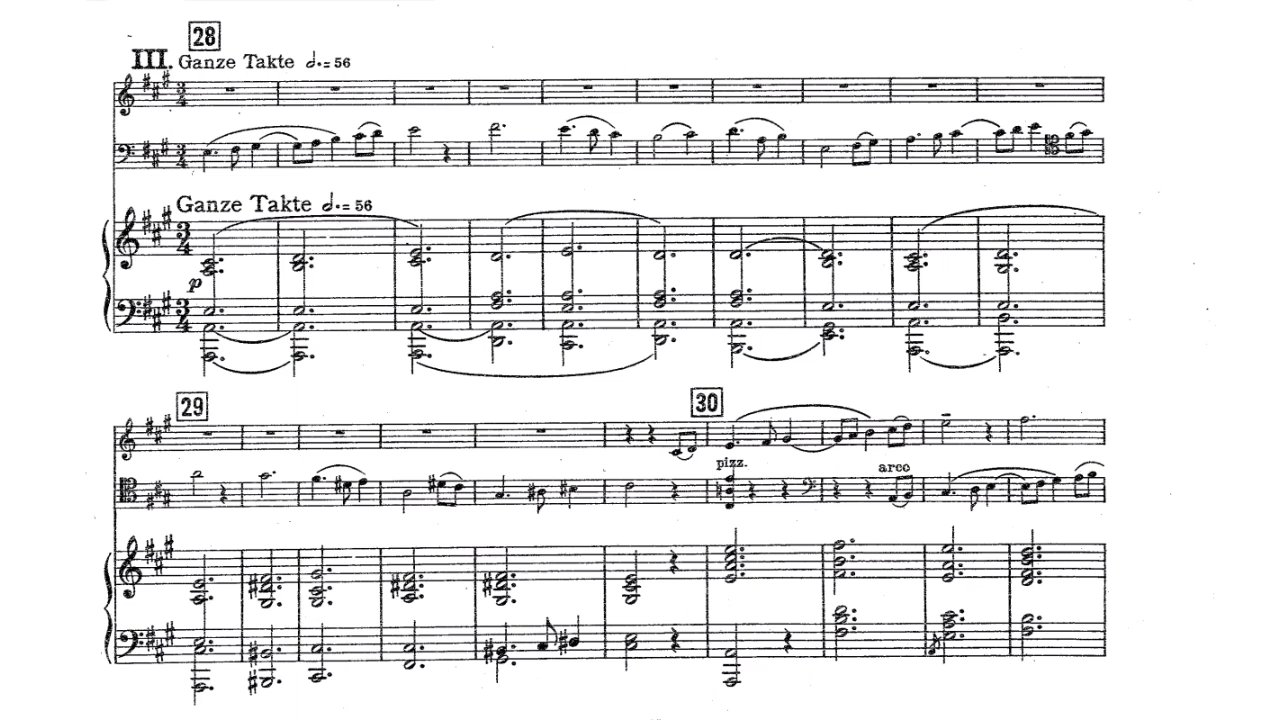 28
III. Ganze Takte 𝅗𝅥. = 56
Ganze Takte 𝅗𝅥. = 56
p
29
30
pizz.
arco